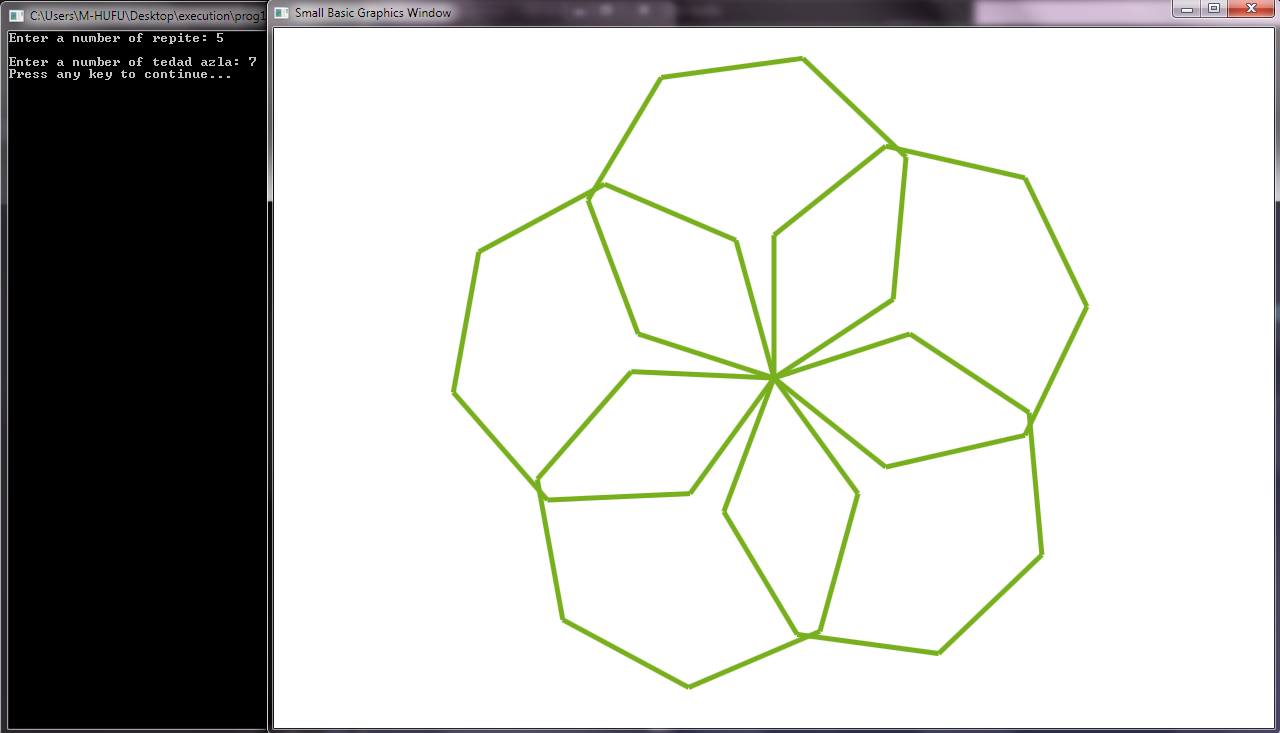 C:\Users\M-HUFU\Desktop\execution\prog1
Small Basic Graphics Window
Enter a number of repite: 5
Enter a number of tedad azla: 7
Press any key to continue...